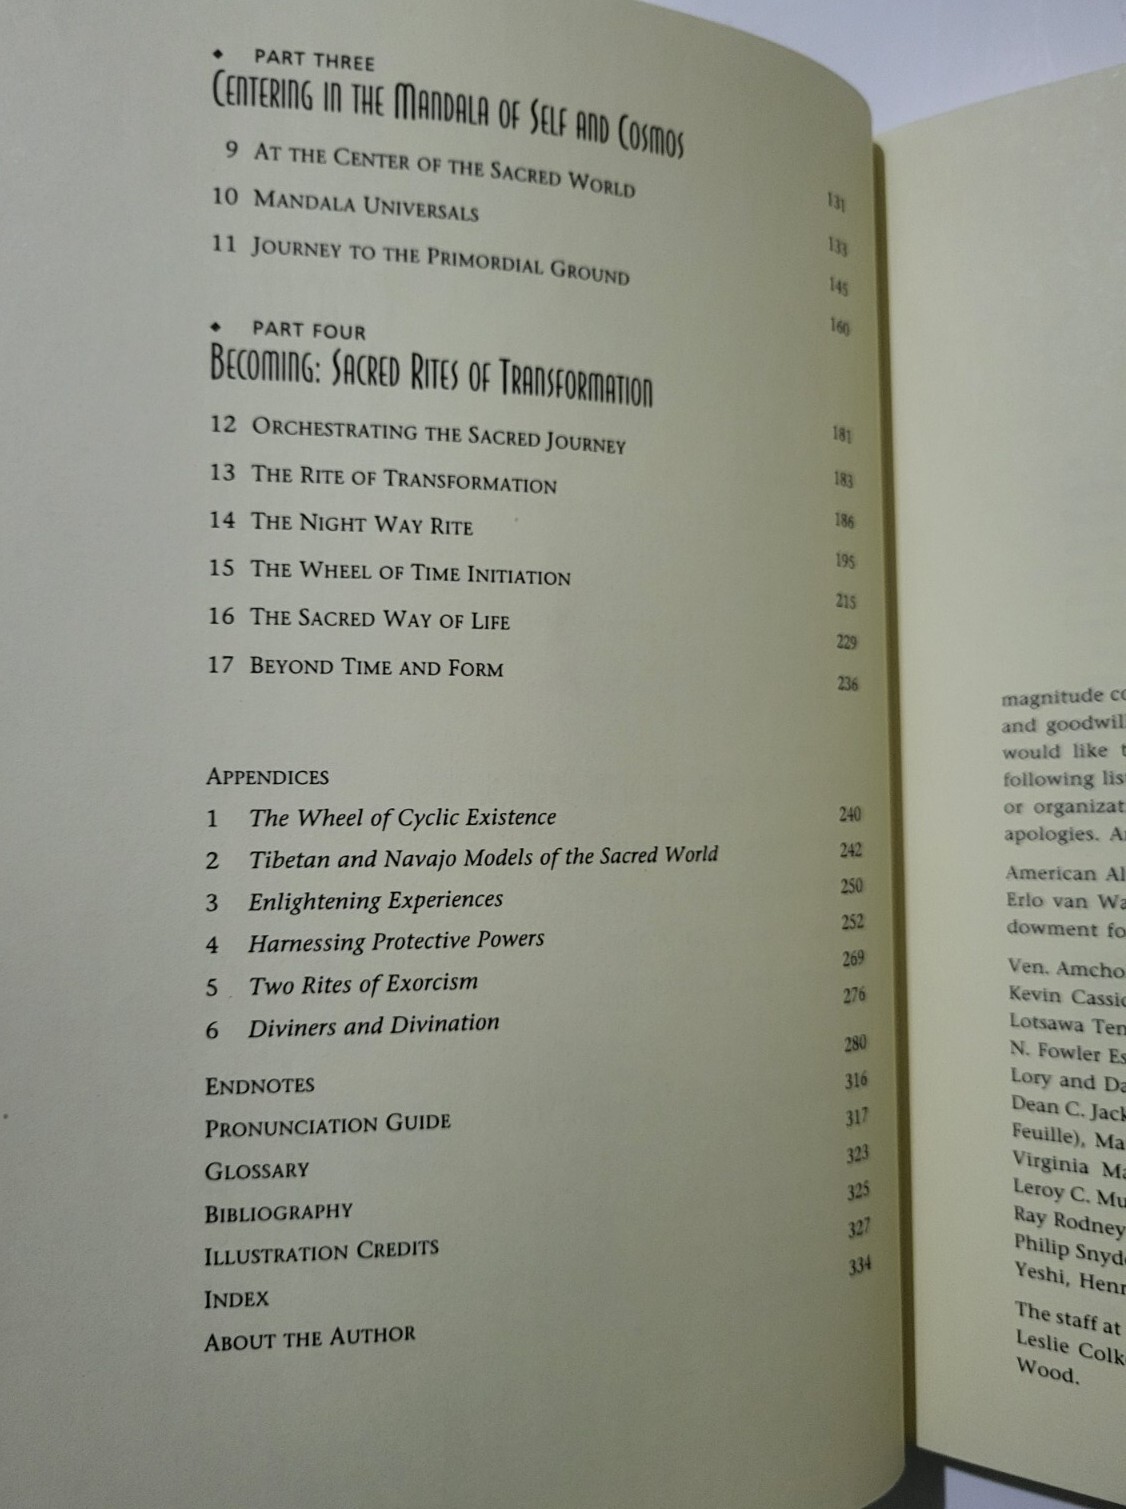 ◆ PART THREE
CENTERING IN THE MANDALA OF SELF AND COSMOS 131
9 AT THE CENTER OF THE SACRED WORLD 133
10 MANDALA UNIVERSALS 145
11 JOURNEY TO THE PRIMORDIAL GROUND 160
◆ PART FOUR
BECOMING: SACRED RITES OF TRANSFORMATION 181
12 ORCHESTRATING THE SACRED JOURNEY 183
13 THE RITE OF TRANSFORMATION 186
14 THE NIGHT WAY RITE 195
15 THE WHEEL OF TIME INITIATION 215
16 THE SACRED WAY OF LIFE 229
17 BEYOND TIME AND FORM 236
APPENDICES
1 The Wheel of Cyclic Existence 240
2 Tibetan and Navajo Models of the Sacred World 242
3 Enlightening Experiences 250
4 Harnessing Protective Powers 252
5 Two Rites of Exorcism 269
6 Diviners and Divination 276
ENDNOTES 280
PRONUNCIATION GUIDE 316
GLOSSARY 317
BIBLIOGRAPHY 323
ILLUSTRATION CREDITS 325
INDEX 327
ABOUT THE AUTHOR 334
magnitude co
and goodwil
would like t
following lis
or organizat
apologies. A
American Al
Erlo van Wa
dowment fo
Ven. Amcho
Kevin Cassid
Lotsawa Ten
N. Fowler Es
Lory and Da
Dean C. Jack
Feuille), Ma
Virginia Ma
Leroy C. Mu
Ray Rodney
Philip Snyd
Yeshi, Henr
The staff at
Leslie Colk
Wood.